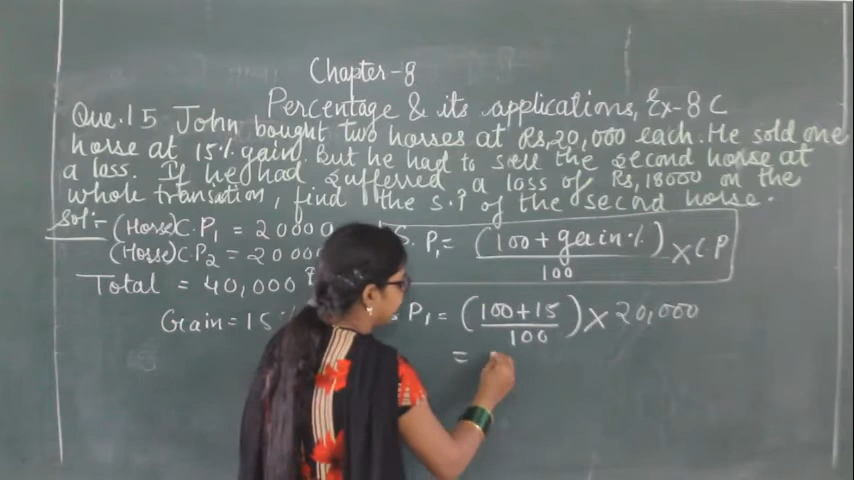 Chapter-8
Percentage & its applications, Ex-8 C
Que.15 John bought two horses at Rs,20,000 each. He sold one
horse at 15% gain. But he had to sell the second horse at
a loss. If he had sufferred a loss of Rs,18000 on the
whole transition, find the S.P of the second horse.
Sol:- (Horse)C.P1 = 20000
(Horse)C.P2 = 2000
Total = 40,000
S.P1 = (100 + gain% / 100) × C.P
Gain = 15%
P1 = (100+15 / 100) × 20,000
=